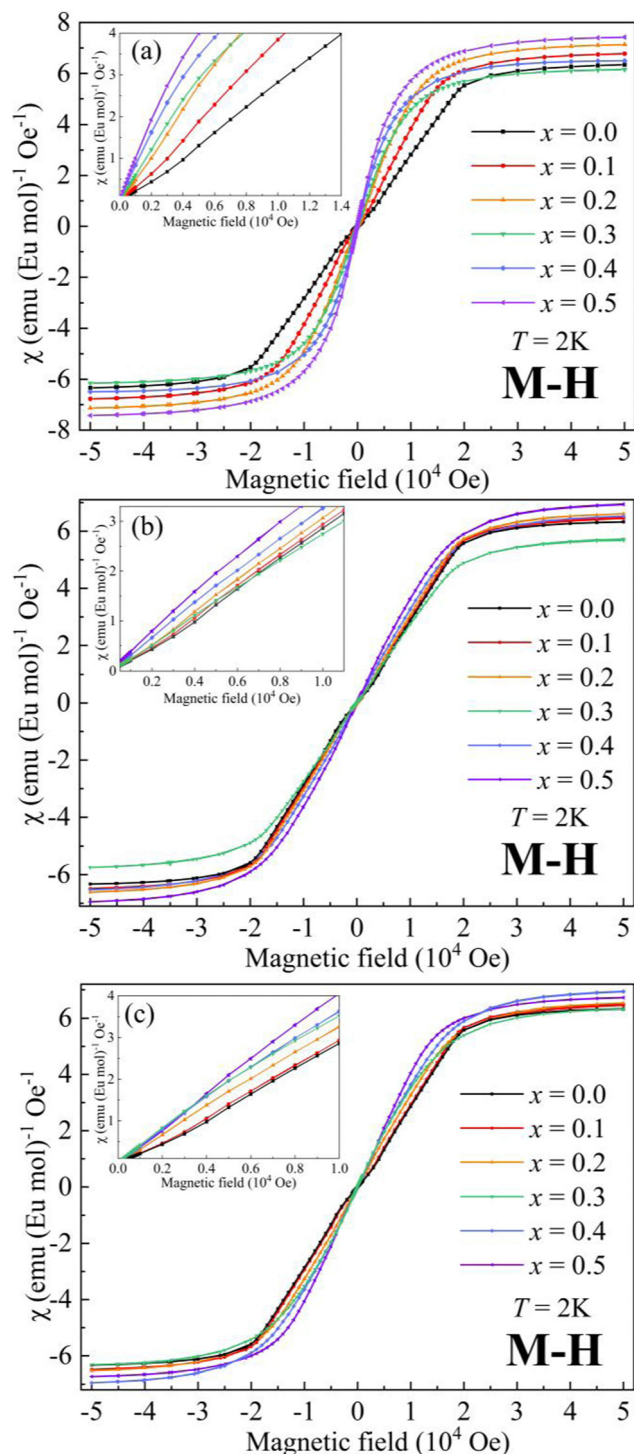 (a)
χ (emu (Eu mol)⁻¹ Oe⁻¹)
4
3
2
1
0.0 0.2 0.4 0.6 0.8 1.0 1.2 1.4
Magnetic field (10⁴ Oe)
χ (emu (Eu mol)⁻¹ Oe⁻¹)
8
6
4
2
0
-2
-4
-6
-8
x = 0.0
x = 0.1
x = 0.2
x = 0.3
x = 0.4
x = 0.5
T = 2K
M-H
-5 -4 -3 -2 -1 0 1 2 3 4 5
Magnetic field (10⁴ Oe)
(b)
χ (emu (Eu mol)⁻¹ Oe⁻¹)
3
2
1
0
0.2 0.4 0.6 0.8 1.0
Magnetic field (10⁴ Oe)
χ (emu (Eu mol)⁻¹ Oe⁻¹)
6
4
2
0
-2
-4
-6
x = 0.0
x = 0.1
x = 0.2
x = 0.3
x = 0.4
x = 0.5
T = 2K
M-H
-5 -4 -3 -2 -1 0 1 2 3 4 5
Magnetic field (10⁴ Oe)
(c)
χ (emu (Eu mol)⁻¹ Oe⁻¹)
4
3
2
1
0.0 0.2 0.4 0.6 0.8 1.0
Magnetic field (10⁴ Oe)
χ (emu (Eu mol)⁻¹ Oe⁻¹
6
4
2
0
-2
-4
-6
x = 0.0
x = 0.1
x = 0.2
x = 0.3
x = 0.4
x = 0.5
T = 2K
M-H
-5 -4 -3 -2 -1 0 1 2 3 4 5
Magnetic field (10⁴ Oe)